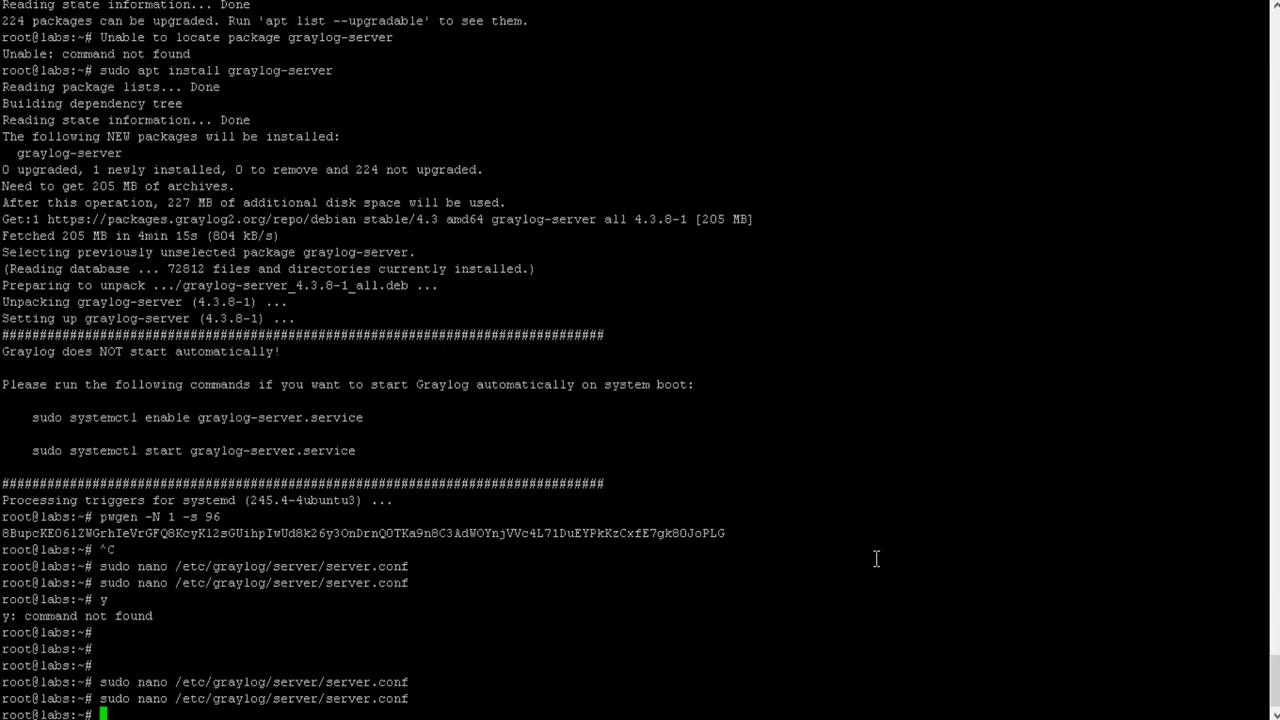 Reading state information... Done
224 packages can be upgraded. Run 'apt list --upgradable' to see them.
root@labs:~# Unable to locate package graylog-server
Unable: command not found
root@labs:~# sudo apt install graylog-server
Reading package lists... Done
Building dependency tree
Reading state information... Done
The following NEW packages will be installed:
  graylog-server
0 upgraded, 1 newly installed, 0 to remove and 224 not upgraded.
Need to get 205 MB of archives.
After this operation, 227 MB of additional disk space will be used.
Get:1 https://packages.graylog2.org/repo/debian stable/4.3 amd64 graylog-server all 4.3.8-1 [205 MB]
Fetched 205 MB in 4min 15s (804 kB/s)
Selecting previously unselected package graylog-server.
(Reading database ... 72812 files and directories currently installed.)
Preparing to unpack .../graylog-server_4.3.8-1_all.deb ...
Unpacking graylog-server (4.3.8-1) ...
Setting up graylog-server (4.3.8-1) ...
################################################################################
Graylog does NOT start automatically!
Please run the following commands if you want to start Graylog automatically on system boot:
    sudo systemctl enable graylog-server.service
    sudo systemctl start graylog-server.service
################################################################################
Processing triggers for systemd (245.4-4ubuntu3) ...
root@labs:~# pwgen -N 1 -s 96
8BupcKEO6lZWGrhIeVrGFQ8KcyKl2sGUihpIwUd8k26y3OnDrnQ0TKa9n8C3AdWOYnjVVc4L71DuEYPkKzCxfE7gk80JoPLG
root@labs:~# ^C
root@labs:~# sudo nano /etc/graylog/server/server.conf
root@labs:~# sudo nano /etc/graylog/server/server.conf
root@labs:~# y
y: command not found
root@labs:~#
root@labs:~#
root@labs:~#
root@labs:~# sudo nano /etc/graylog/server/server.conf
root@labs:~# sudo nano /etc/graylog/server/server.conf
root@labs:~#